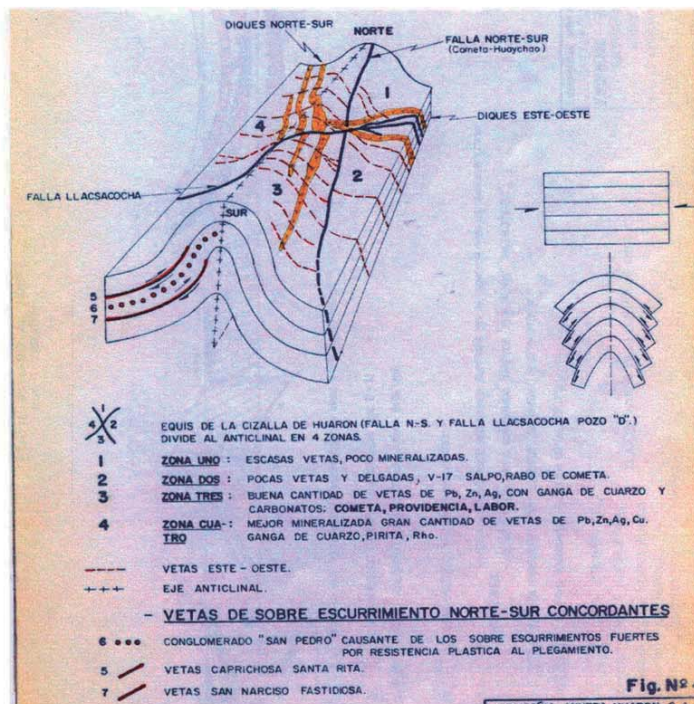 DIQUES NORTE-SUR
NORTE
FALLA NORTE-SUR
(Cometa-Huaychao)
1
DIQUES ESTE-OESTE
4
2
3
FALLA LLACSACOCHA
SUR
5
6
7
1
4 2
3
EQUIS DE LA CIZALLA DE HUARON (FALLA N.-S. Y FALLA LLACSACOCHA POZO "D".)
DIVIDE AL ANTICLINAL EN 4 ZONAS.
1 ZONA UNO : ESCASAS VETAS, POCO MINERALIZADAS.
2 ZONA DOS : POCAS VETAS Y DELGADAS, V-17 SALPO, RABO DE COMETA.
3 ZONA TRES : BUENA CANTIDAD DE VETAS DE Pb, Zn, Ag, CON GANGA DE CUARZO Y
CARBONATOS: COMETA, PROVIDENCIA, LABOR.
4 ZONA CUA-: MEJOR MINERALIZADA GRAN CANTIDAD DE VETAS DE Pb, Zn, Ag, Cu.
TRO GANGA DE CUARZO, PIRITA, Rho.
VETAS ESTE-OESTE.
EJE ANTICLINAL.
- VETAS DE SOBRE ESCURRIMIENTO NORTE-SUR CONCORDANTES
6 CONGLOMERADO "SAN PEDRO" CAUSANTE DE LOS SOBRE ESCURRIMIENTOS FUERTES
POR RESISTENCIA PLASTICA AL PLEGAMIENTO.
5 VETAS CAPRICHOSA SANTA RITA.
7 VETAS SAN NARCISO FASTIDIOSA.
Fig. Nº